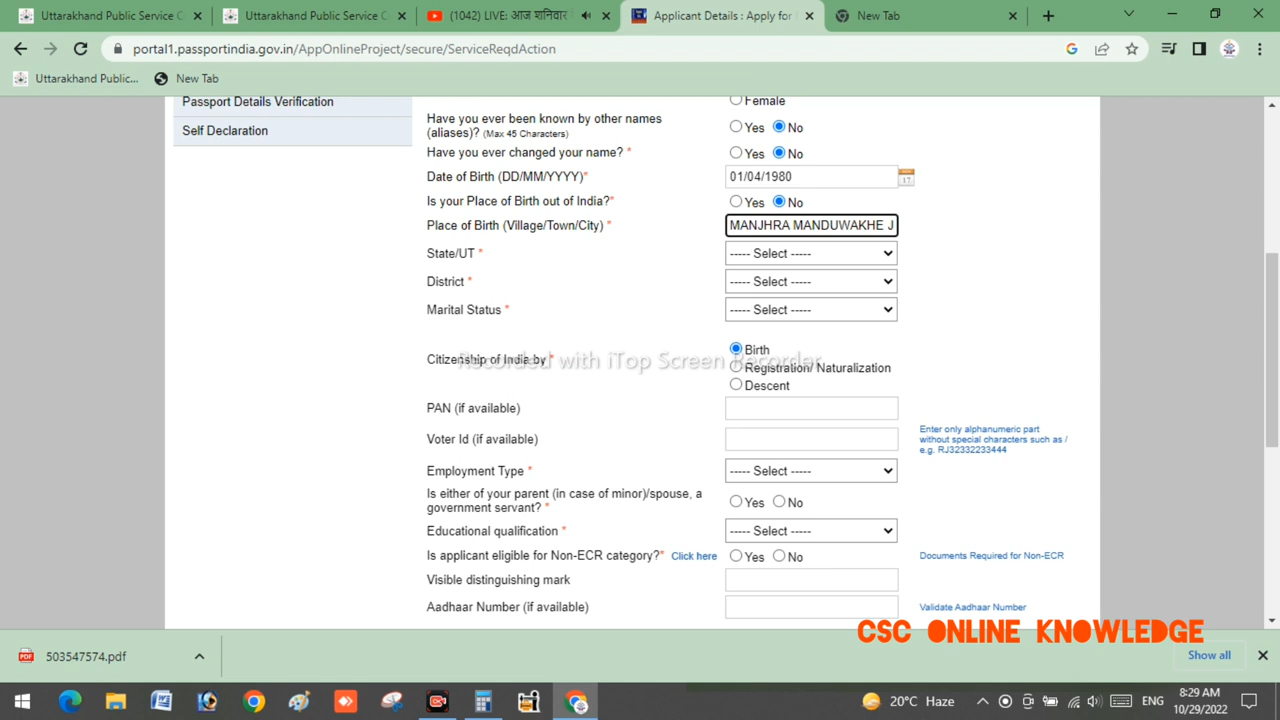 Uttarakhand Public Service C
Uttarakhand Public Service C
(1042) LIVE: आज शनिवार
Applicant Details : Apply for
New Tab
portal1.passportindia.gov.in/AppOnlineProject/secure/ServiceReqdAction
Uttarakhand Public...
New Tab
Passport Details Verification
Self Declaration
Female
Have you ever been known by other names
(aliases)? (Max 45 Characters)
Yes No
Have you ever changed your name? *
Yes No
Date of Birth (DD/MM/YYYY)*
01/04/1980
17
Is your Place of Birth out of India?*
Yes No
Place of Birth (Village/Town/City) *
MANJHRA MANDUWAKHE J
State/UT *
----- Select -----
District *
----- Select -----
Marital Status *
----- Select -----
Citizenship of India by *
Birth
Registration/ Naturalization
Descent
Recorded with iTop Screen Recorder
PAN (if available)
Voter Id (if available)
Enter only alphanumeric part
without special characters such as /
e.g. RJ32332233444
Employment Type *
----- Select -----
Is either of your parent (in case of minor)/spouse, a
government servant? *
Yes No
Educational qualification *
----- Select -----
Is applicant eligible for Non-ECR category?* Click here
Yes No
Documents Required for Non-ECR
Visible distinguishing mark
Aadhaar Number (if available)
Validate Aadhaar Number
CSC ONLINE KNOWLEDGE
PDF
503547574.pdf
Show all
20°C Haze
ENG
8:29 AM
10/29/2022